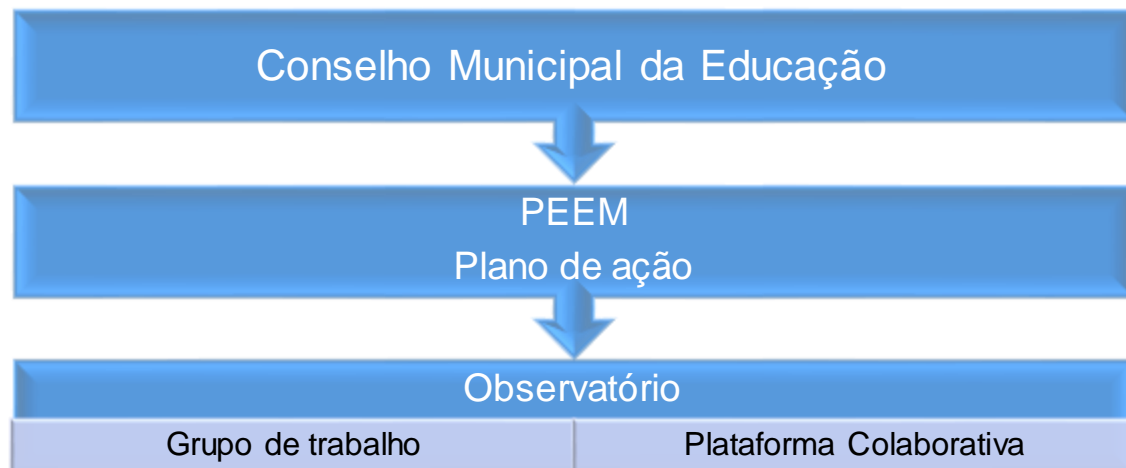 Conselho Municipal da Educação
PEEM
Plano de ação
Observatório
Grupo de trabalho
Plataforma Colaborativa